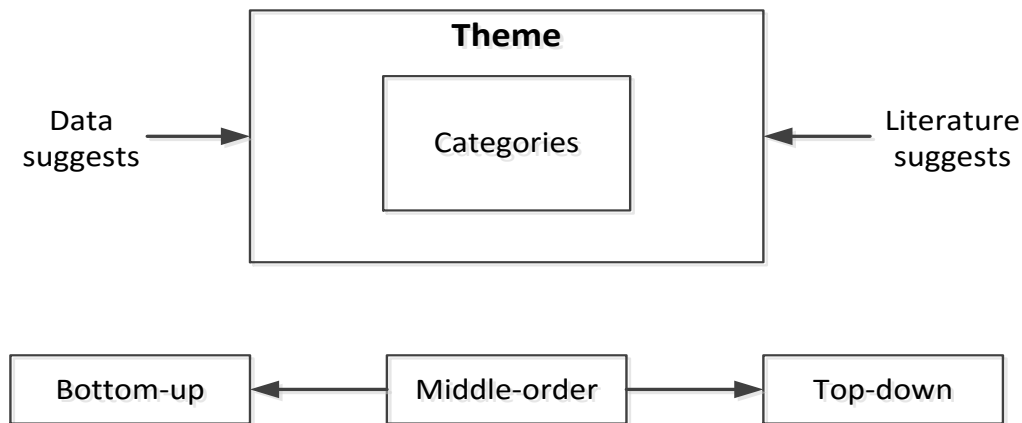 Theme
Data
suggests
Categories
Literature
suggests
Bottom-up
Middle-order
Top-down